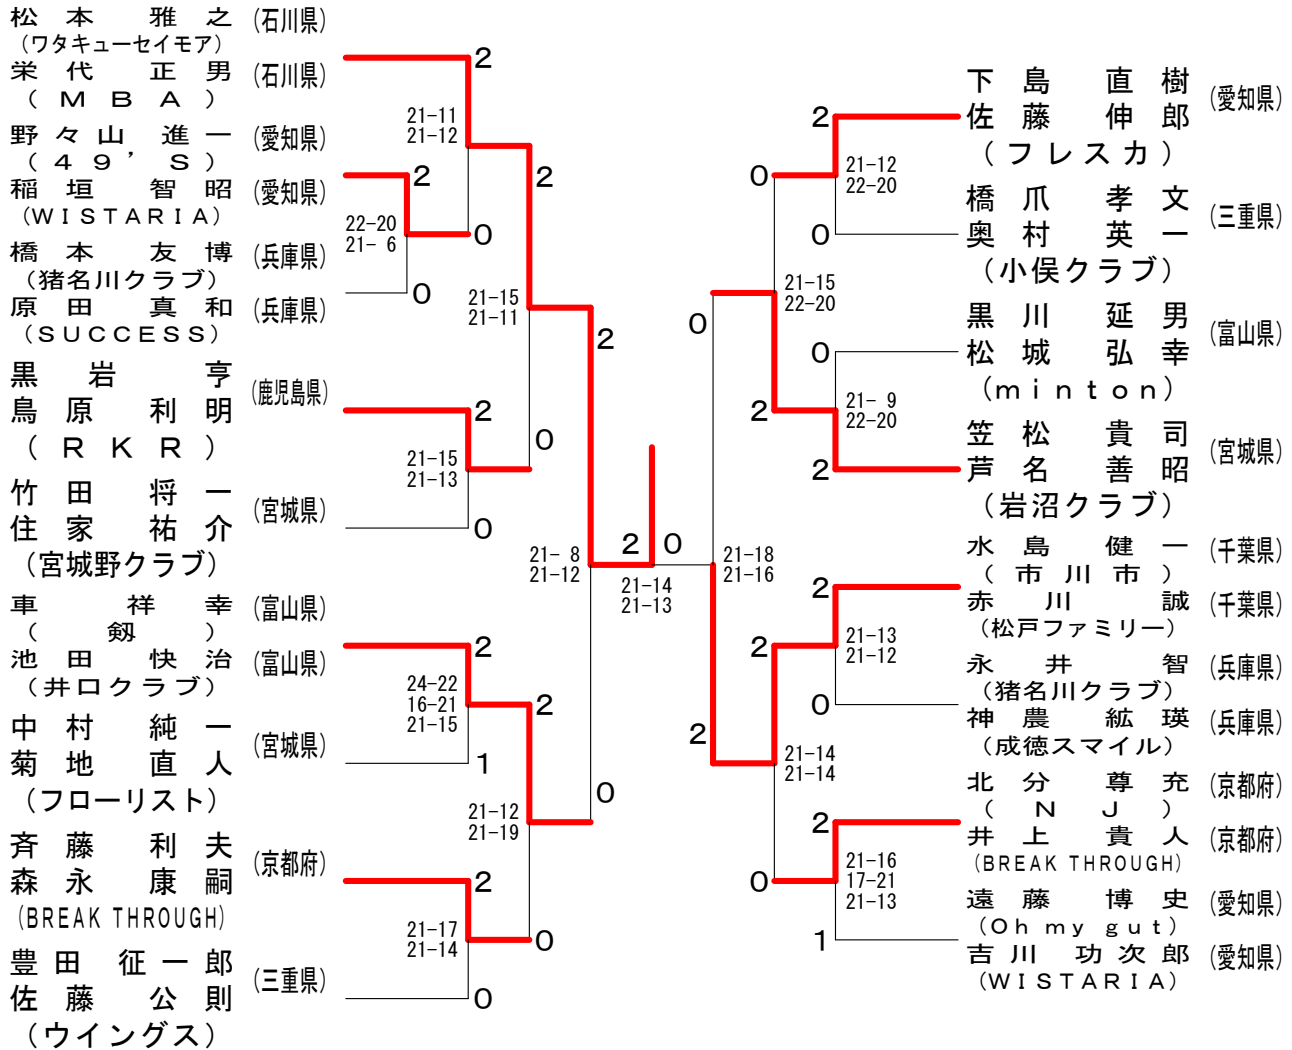 松本 雅之 (石川県)
(ワタキューセイモア)
栄代 正男 (石川県)
(MBA)
野々山 進一 (愛知県)
(49'S)
稲垣 智昭 (愛知県)
(WISTARIA)
橋本 友博 (兵庫県)
(猪名川クラブ)
原田 真和 (兵庫県)
(SUCCESS)
黒岩 亨
鳥原 利明
(RKR)
(鹿児島県)
竹田 将一
住家 祐介
(宮城野クラブ)
(宮城県)
車 祥幸 (富山県)
(剱)
池田 快治 (富山県)
(井口クラブ)
中村 純一
菊地 直人
(フローリスト)
(宮城県)
斉藤 利夫
森永 康嗣
(BREAK THROUGH)
(京都府)
豊田 征一郎
佐藤 公則
(ウイングス)
(三重県)
2
21-11
21-12
2
22-20
21- 6
0
0
2
21-15
21-11
2
21-15
21-13
0
0
2
21- 8
21-12
2
24-22
16-21
21-15
1
2
21-12
21-19
2
21-17
21-14
0
0
0
2 0
21-14
21-13
0
21-18
21-16
2
0
21-15
22-20
2
2
21-12
22-20
0
0
21- 9
22-20
2
2
21-14
21-14
0
2
21-13
21-12
0
2
21-16
17-21
21-13
1
下島 直樹
佐藤 伸郎
(フレスカ)
(愛知県)
橋爪 孝文
奥村 英一
(小俣クラブ)
(三重県)
黒川 延男
松城 弘幸
(minton)
(富山県)
笠松 貴司
芦名 善昭
(岩沼クラブ)
(宮城県)
水島 健一 (千葉県)
(市川市)
赤川 誠 (千葉県)
(松戸ファミリー)
永井 智 (兵庫県)
(猪名川クラブ)
神農 紘瑛 (兵庫県)
(成徳スマイル)
北分 尊充 (京都府)
(NJ)
井上 貴人 (京都府)
(BREAK THROUGH)
遠藤 博史 (愛知県)
(Oh my gut)
吉川 功次郎 (愛知県)
(WISTARIA)